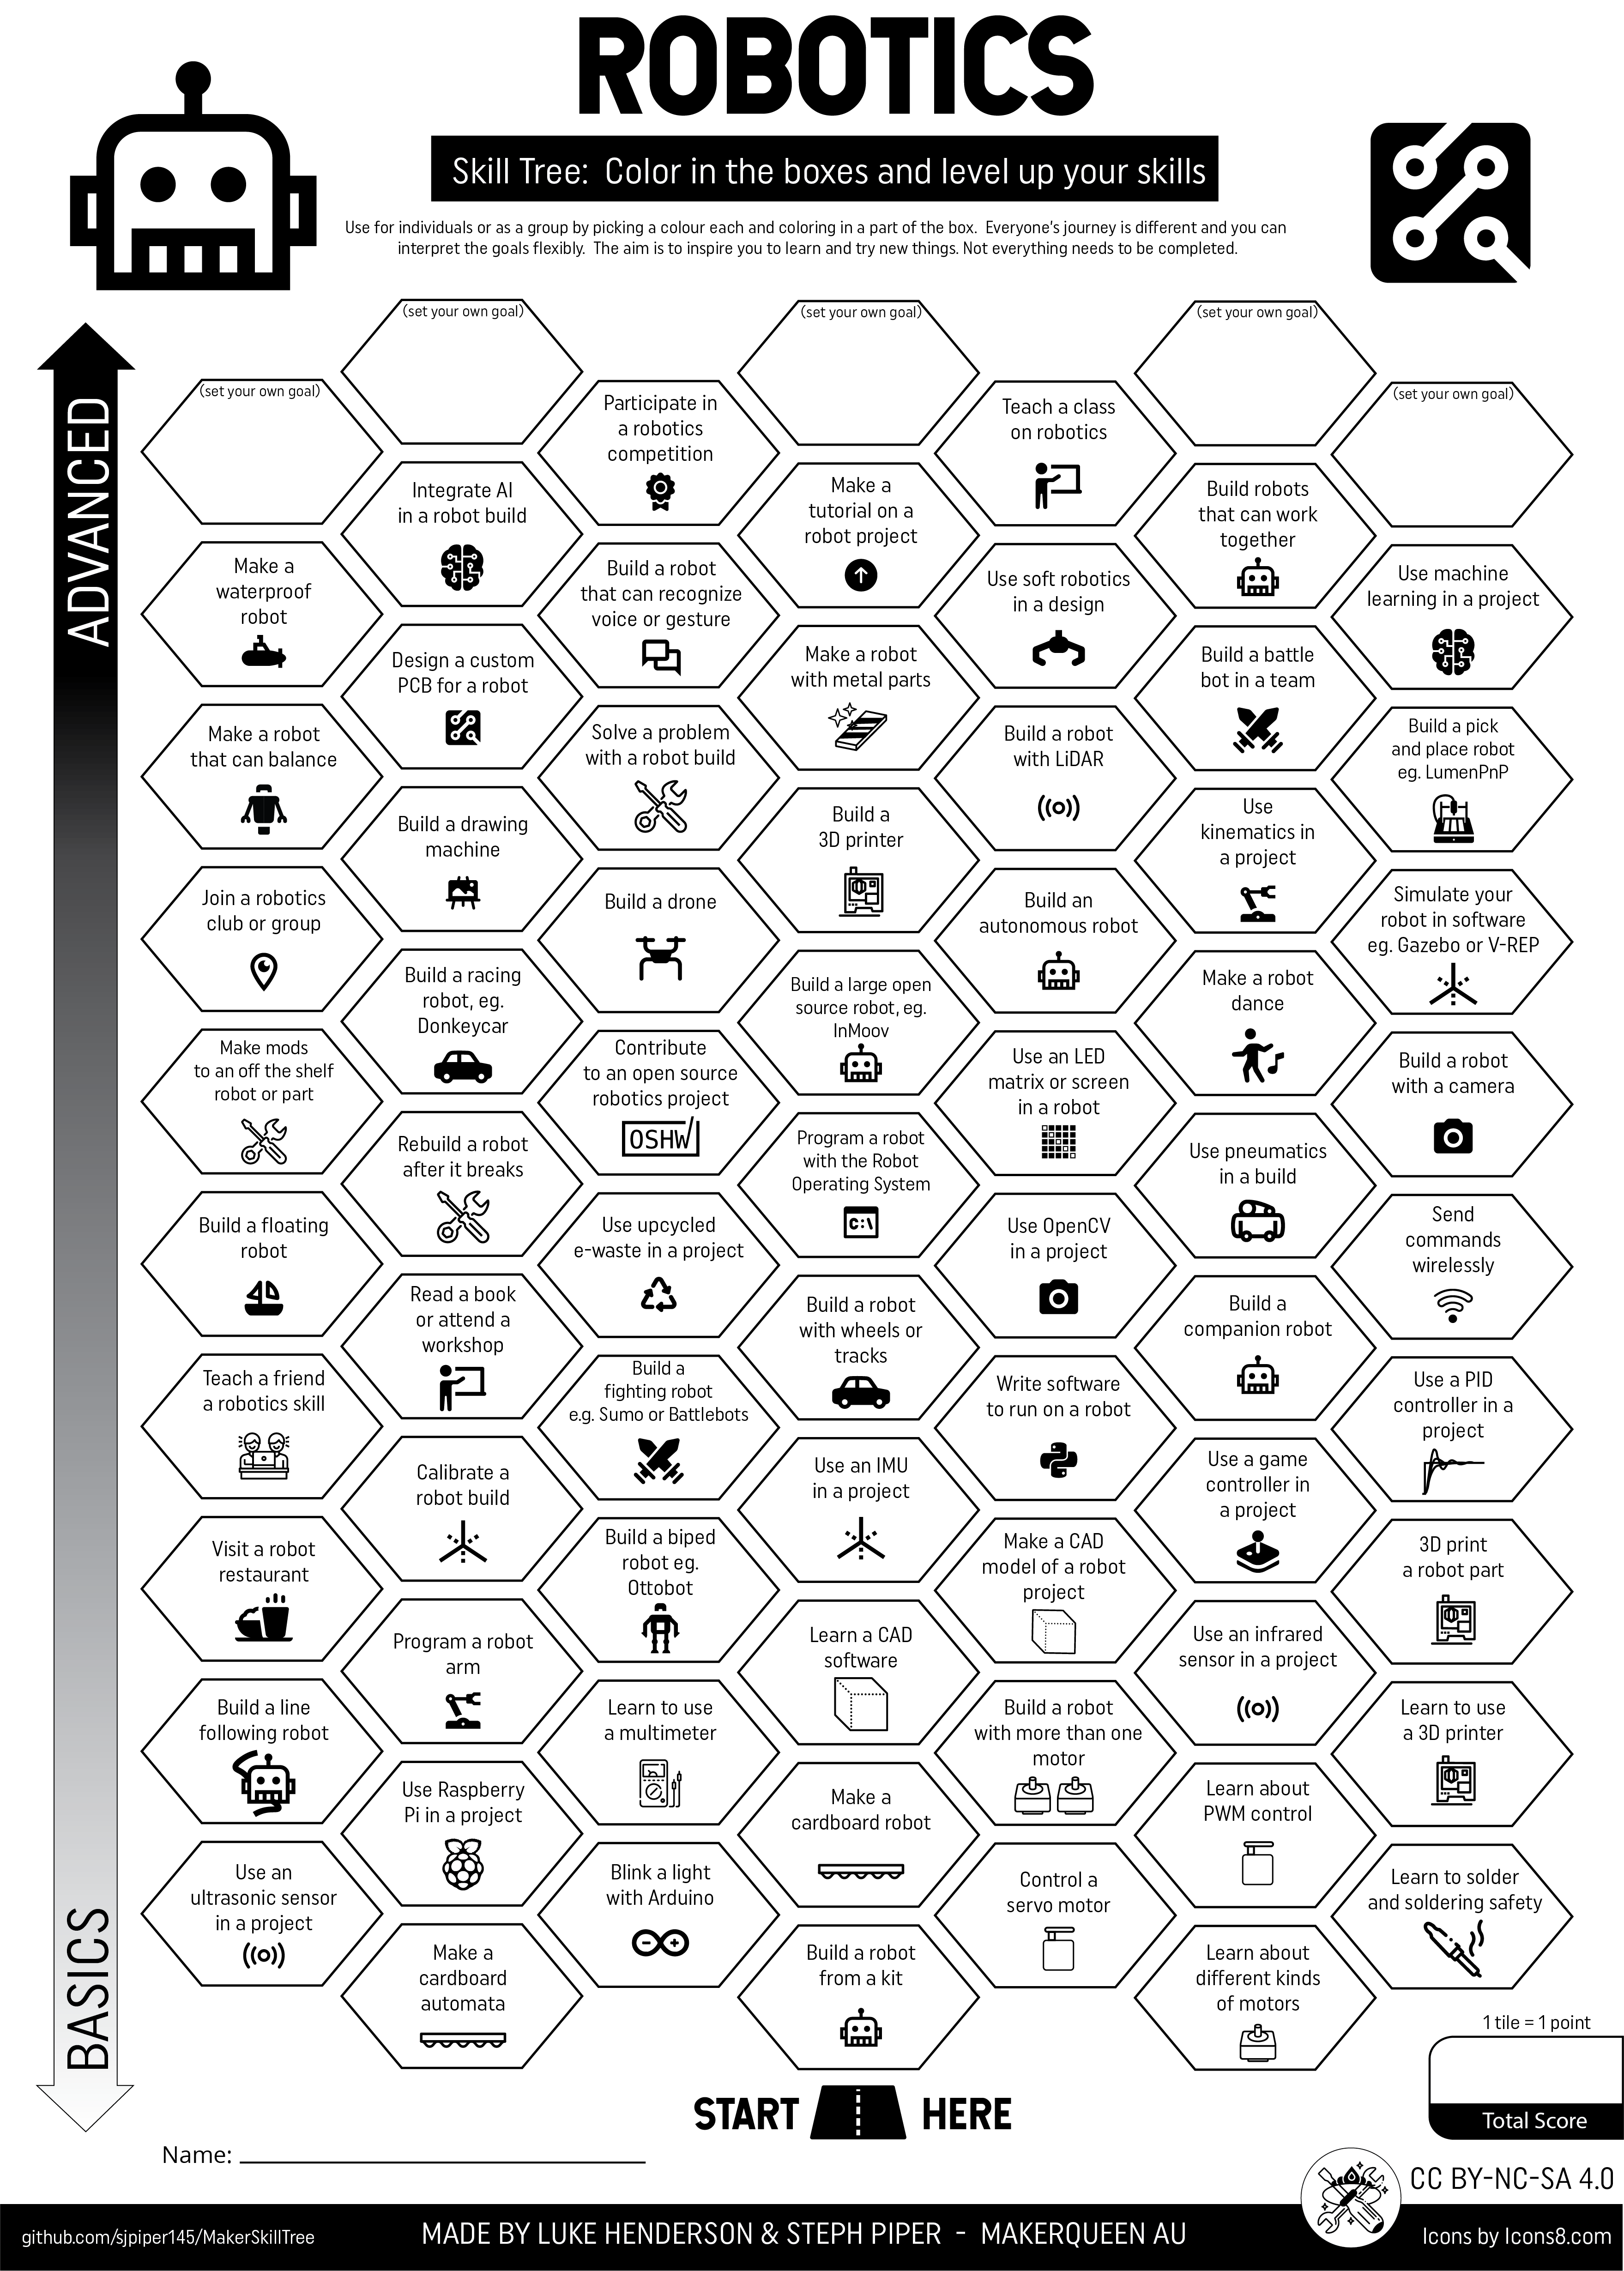 ROBOTICS
Skill Tree: Color in the boxes and level up your skills
Use for individuals or as a group by picking a colour each and coloring in a part of the box. Everyone's journey is different and you can
interpret the goals flexibly. The aim is to inspire you to learn and try new things. Not everything needs to be completed.
ADVANCED
BASICS
(set your own goal)
(set your own goal)
(set your own goal)
(set your own goal)
(set your own goal)
Participate in
a robotics
competition
Teach a class
on robotics
Integrate AI
in a robot build
Make a
tutorial on a
robot project
Build robots
that can work
together
Make a
waterproof
robot
Build a robot
that can recognize
voice or gesture
Use soft robotics
in a design
Use machine
learning in a project
Design a custom
PCB for a robot
Make a robot
with metal parts
Build a battle
bot in a team
Make a robot
that can balance
Solve a problem
with a robot build
Build a robot
with LiDAR
Build a pick
and place robot
eg. LumenPnP
Build a drawing
machine
Build a
3D printer
Use
kinematics in
a project
Join a robotics
club or group
Build a drone
Build an
autonomous robot
Simulate your
robot in software
eg. Gazebo or V-REP
Build a racing
robot, eg.
Donkeycar
Build a large open
source robot, eg.
InMoov
Make a robot
dance
Make mods
to an off the shelf
robot or part
Contribute
to an open source
robotics project
OSHW
Use an LED
matrix or screen
in a robot
Build a robot
with a camera
Rebuild a robot
after it breaks
Program a robot
with the Robot
Operating System
C:\
Use pneumatics
in a build
Build a floating
robot
Use upcycled
e-waste in a project
Use OpenCV
in a project
Send
commands
wirelessly
Read a book
or attend a
workshop
Build a robot
with wheels or
tracks
Build a
companion robot
Teach a friend
a robotics skill
Build a
fighting robot
e.g. Sumo or Battlebots
Write software
to run on a robot
Use a PID
controller in a
project
Calibrate a
robot build
Use an IMU
in a project
Use a game
controller in
a project
Visit a robot
restaurant
Build a biped
robot eg.
Ottobot
Make a CAD
model of a robot
project
3D print
a robot part
Program a robot
arm
Learn a CAD
software
Use an infrared
sensor in a project
Build a line
following robot
Learn to use
a multimeter
Build a robot
with more than one
motor
Learn to use
a 3D printer
Use Raspberry
Pi in a project
Make a
cardboard robot
Learn about
PWM control
Use an
ultrasonic sensor
in a project
Blink a light
with Arduino
Control a
servo motor
Learn to solder
and soldering safety
Make a
cardboard
automata
Build a robot
from a kit
Learn about
different kinds
of motors
1 tile = 1 point
Total Score
START HERE
Name:
CC BY-NC-SA 4.0
github.com/sjpiper145/MakerSkillTree
MADE BY LUKE HENDERSON & STEPH PIPER - MAKERQUEEN AU
Icons by Icons8.com